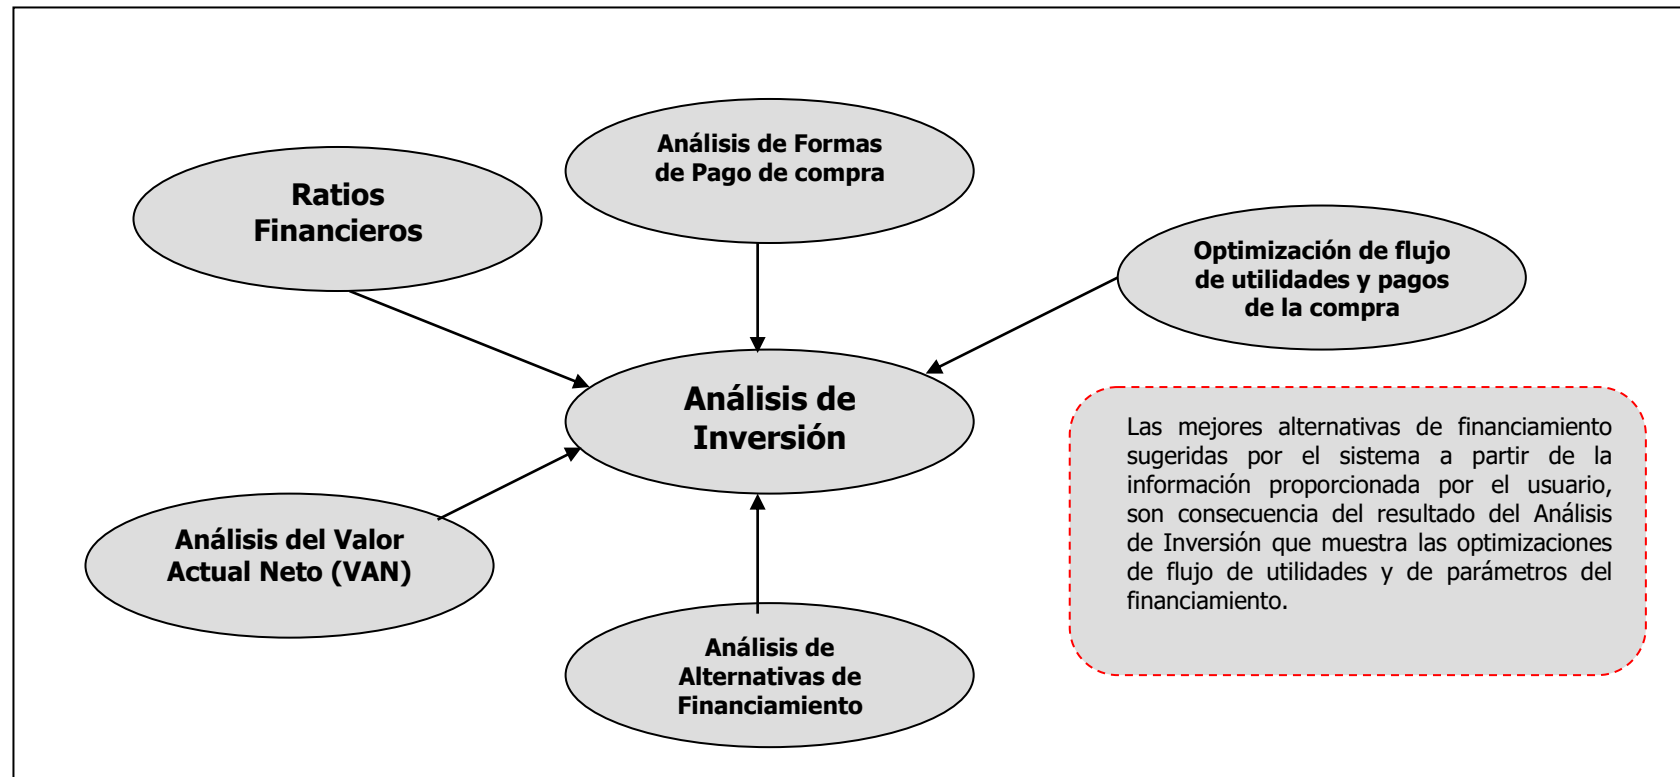 Análisis de Formas
de Pago de compra
Ratios
Financieros
Optimización de flujo
de utilidades y pagos
de la compra
Análisis de
Inversión
Las mejores alternativas de financiamiento
sugeridas por el sistema a partir de la
información proporcionada por el usuario,
son consecuencia del resultado del Análisis
de Inversión que muestra las optimizaciones
de flujo de utilidades y de parámetros del
financiamiento.
Análisis del Valor
Actual Neto (VAN)
Análisis de
Alternativas de
Financiamiento